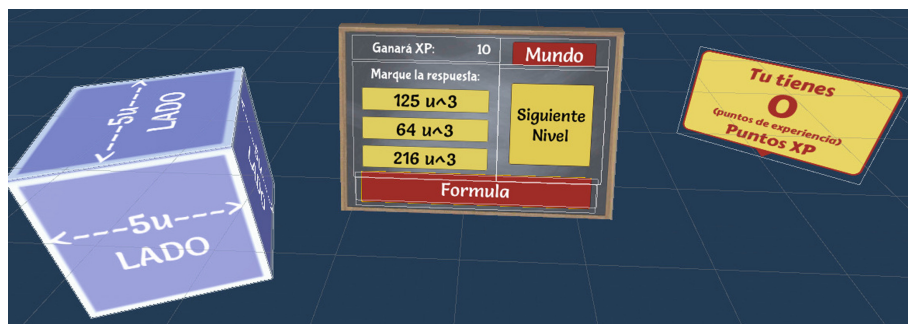 <---5u--->
LADO
<---5u--->
LADO
Ganará XP: 10
Mundo
Marque la respuesta:
125 u^3
64 u^3
216 u^3
Siguiente
Nivel
Formula
Tu tienes
0
(puntos de experiencio)
Puntos XP